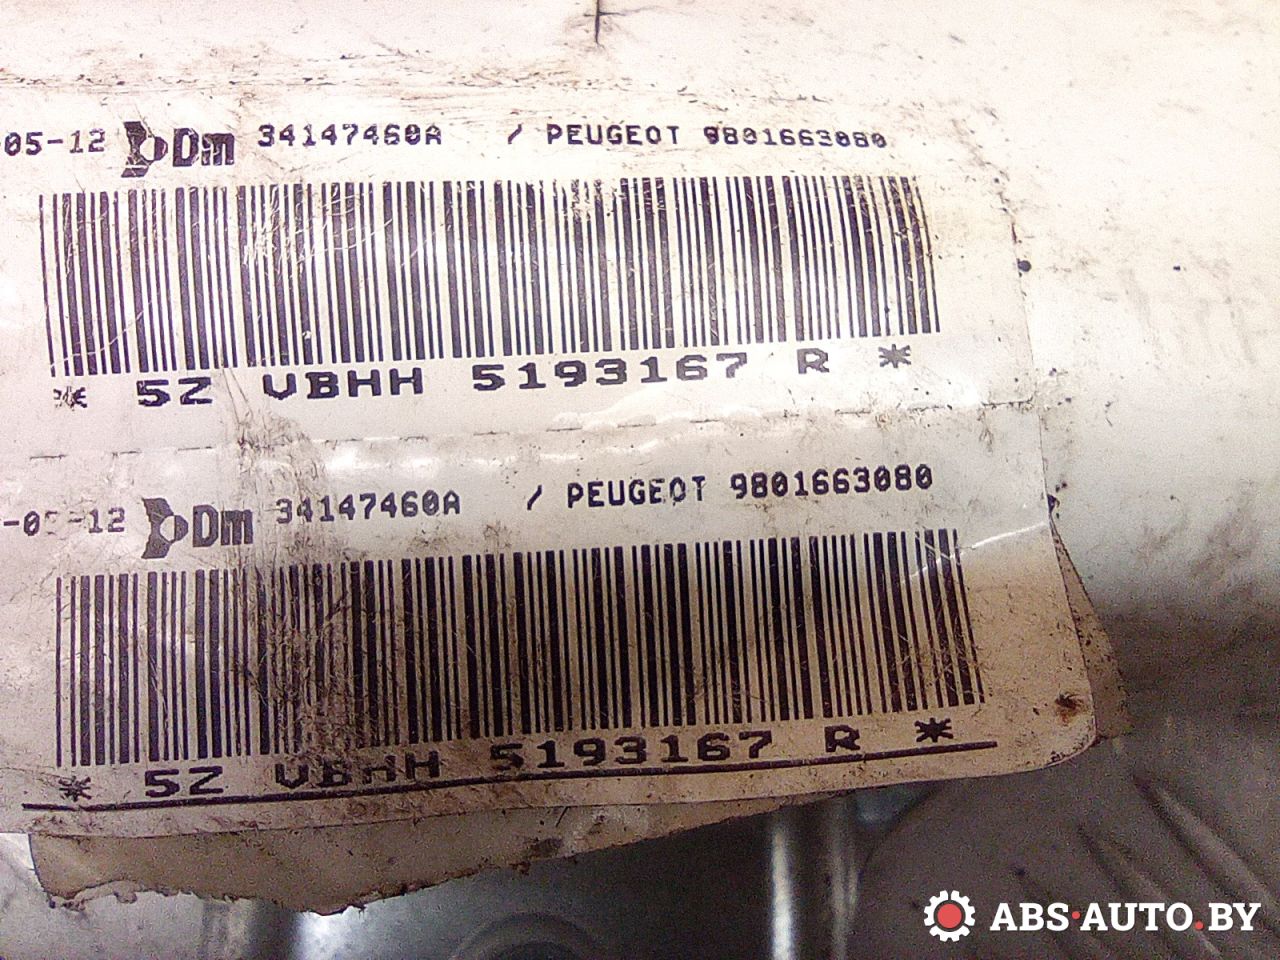 -05-12 Dm 34147460A / PEUGEOT 9801663080
* 5Z VBHH 5193167 R *
-05-12 Dm 34147460A / PEUGEOT 9801663080
* 5Z VBHH 5193167 R *
ABS·AUTO.BY